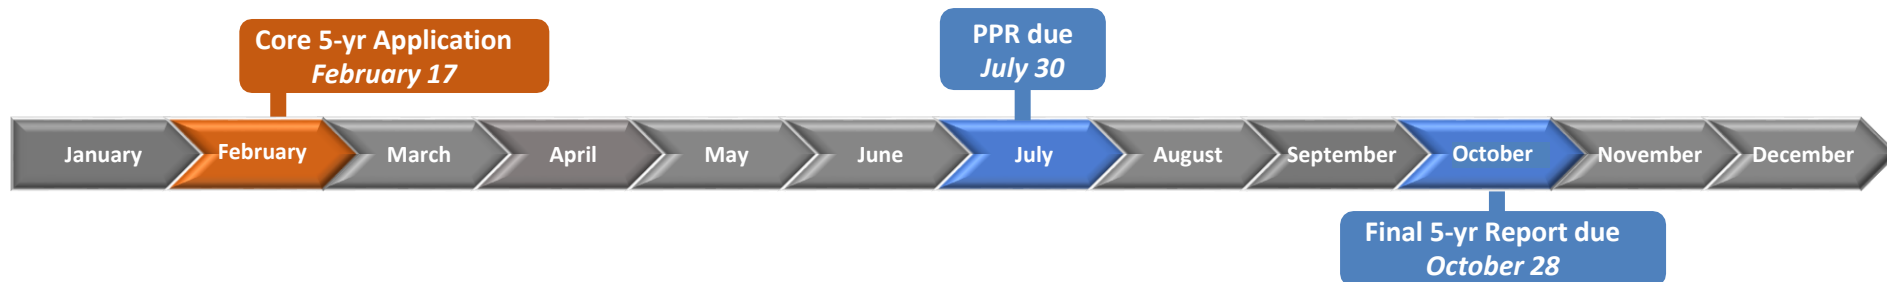 Core 5-yr Application
February 17
PPR due
July 30
January
February
March
April
May
June
July
August
September
October
November
December
Final 5-yr Report due
October 28